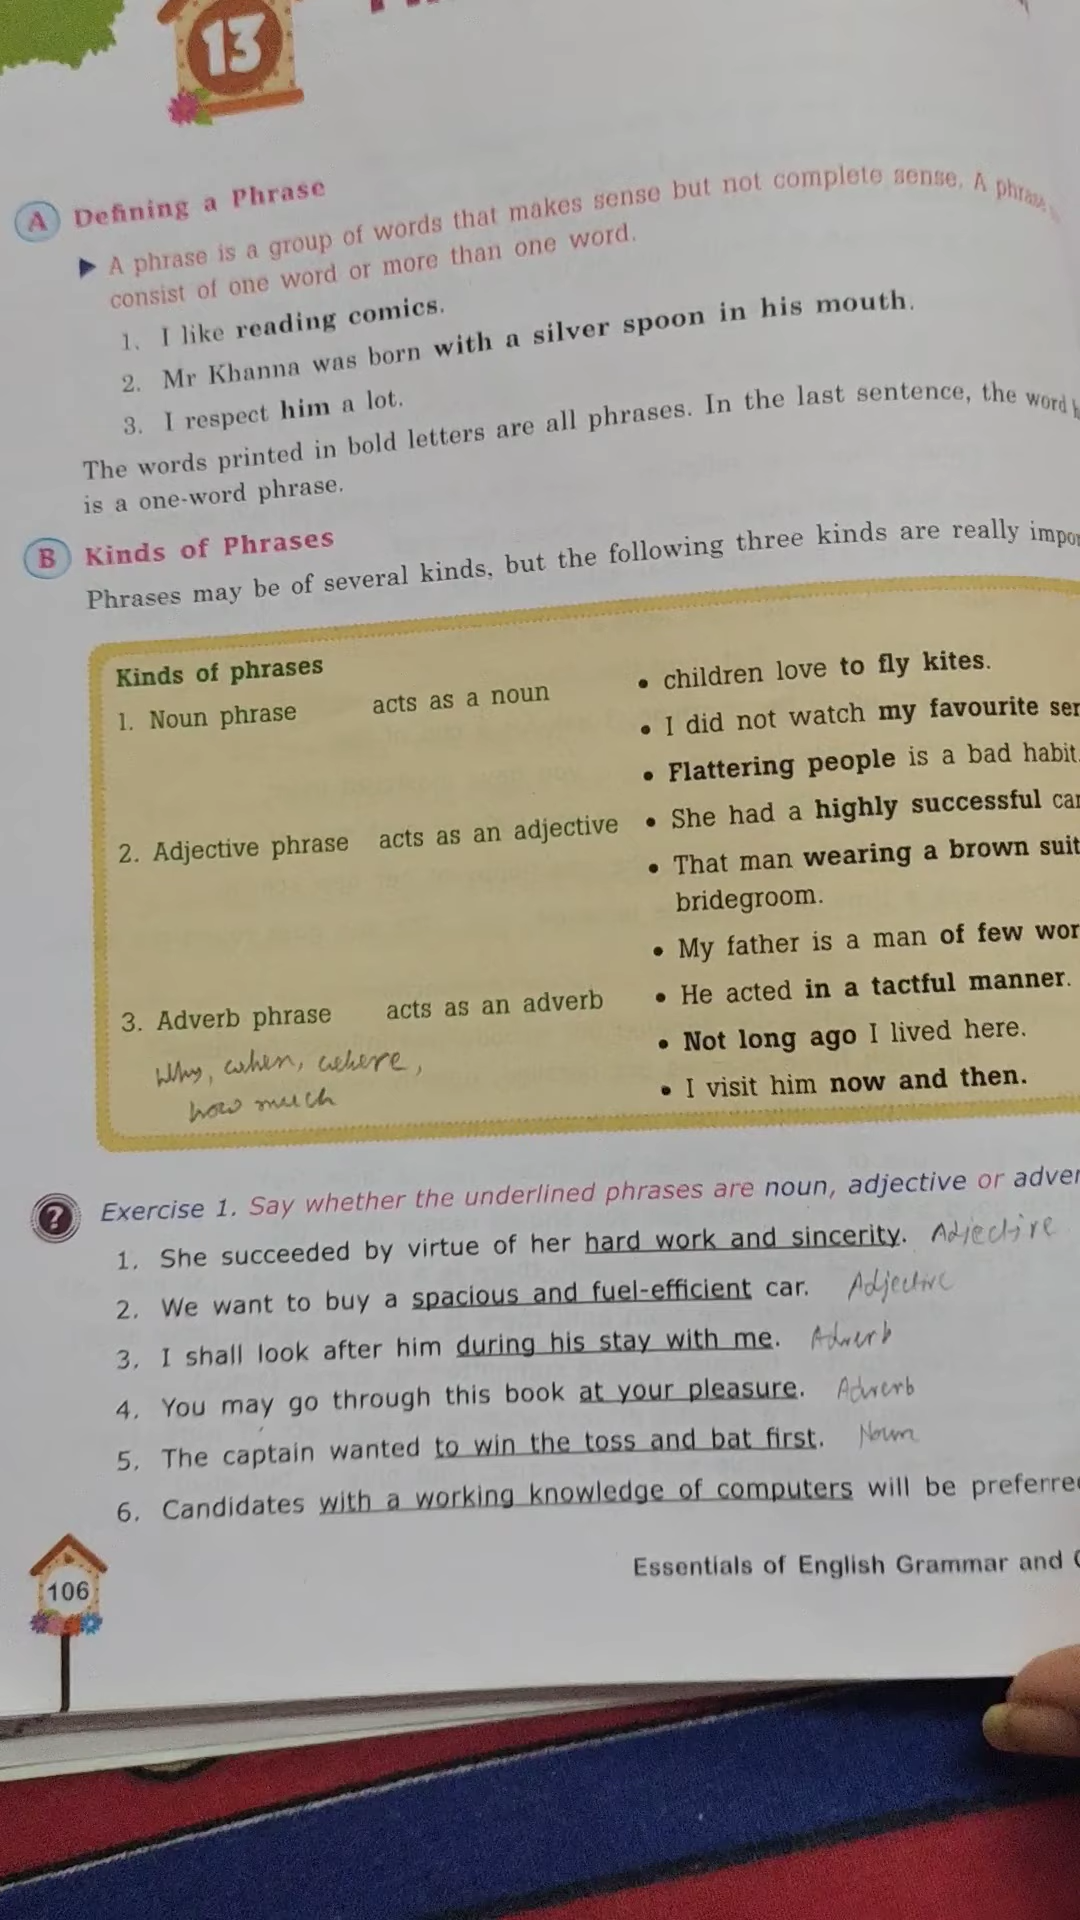 13
A Defining a Phrase
▶ A phrase is a group of words that makes sense but not complete sense. A phrase
consist of one word or more than one word.
1. I like reading comics.
2. Mr Khanna was born with a silver spoon in his mouth.
3. I respect him a lot.
The words printed in bold letters are all phrases. In the last sentence, the word
is a one-word phrase.
B Kinds of Phrases
Phrases may be of several kinds, but the following three kinds are really impor
Kinds of phrases
1. Noun phrase acts as a noun • children love to fly kites.
• I did not watch my favourite ser
• Flattering people is a bad habit.
2. Adjective phrase acts as an adjective • She had a highly successful car
• That man wearing a brown suit
bridegroom.
• My father is a man of few wor
3. Adverb phrase acts as an adverb • He acted in a tactful manner.
Why, when, where, • Not long ago I lived here.
how much • I visit him now and then.
? Exercise 1. Say whether the underlined phrases are noun, adjective or adver
1. She succeeded by virtue of her hard work and sincerity. Adjective
2. We want to buy a spacious and fuel-efficient car. Adjective
3. I shall look after him during his stay with me. Adverb
4. You may go through this book at your pleasure. Adverb
5. The captain wanted to win the toss and bat first. Noun
6. Candidates with a working knowledge of computers will be preferre
106
Essentials of English Grammar and